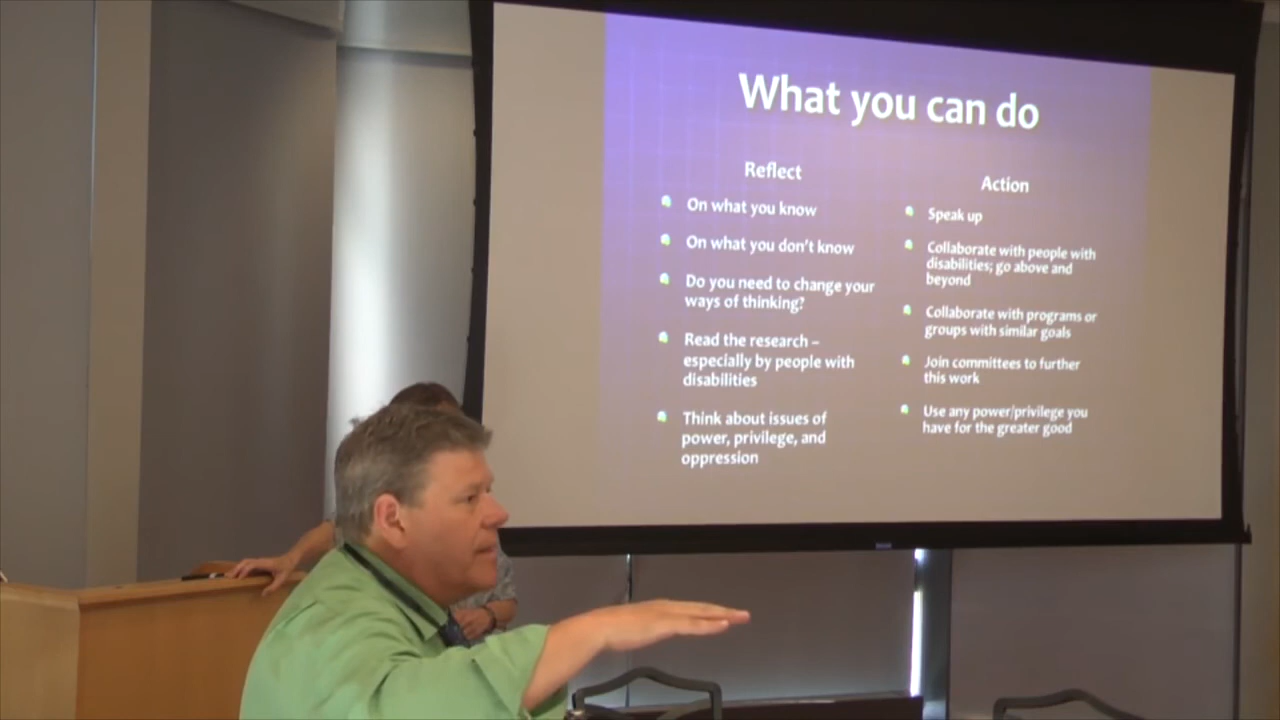 What you can do
Reflect
On what you know
On what you don't know
Do you need to change your
ways of thinking?
Read the research –
especially by people with
disabilities
Think about issues of
power, privilege, and
oppression
Action
Speak up
Collaborate with people with
disabilities; go above and
beyond
Collaborate with programs or
groups with similar goals
Join committees to further
this work
Use any power/privilege you
have for the greater good